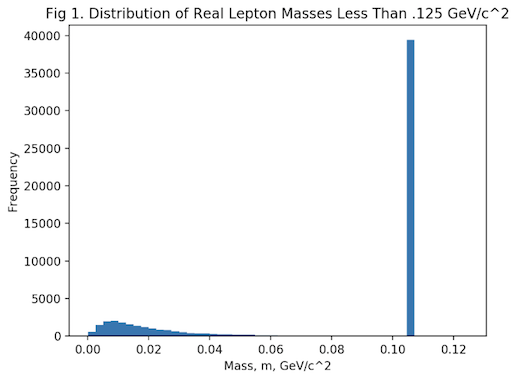 Fig 1. Distribution of Real Lepton Masses Less Than .125 GeV/c^2
40000
35000
30000
25000
20000
15000
10000
5000
0
Frequency
0.00 0.02 0.04 0.06 0.08 0.10 0.12
Mass, m, GeV/c^2